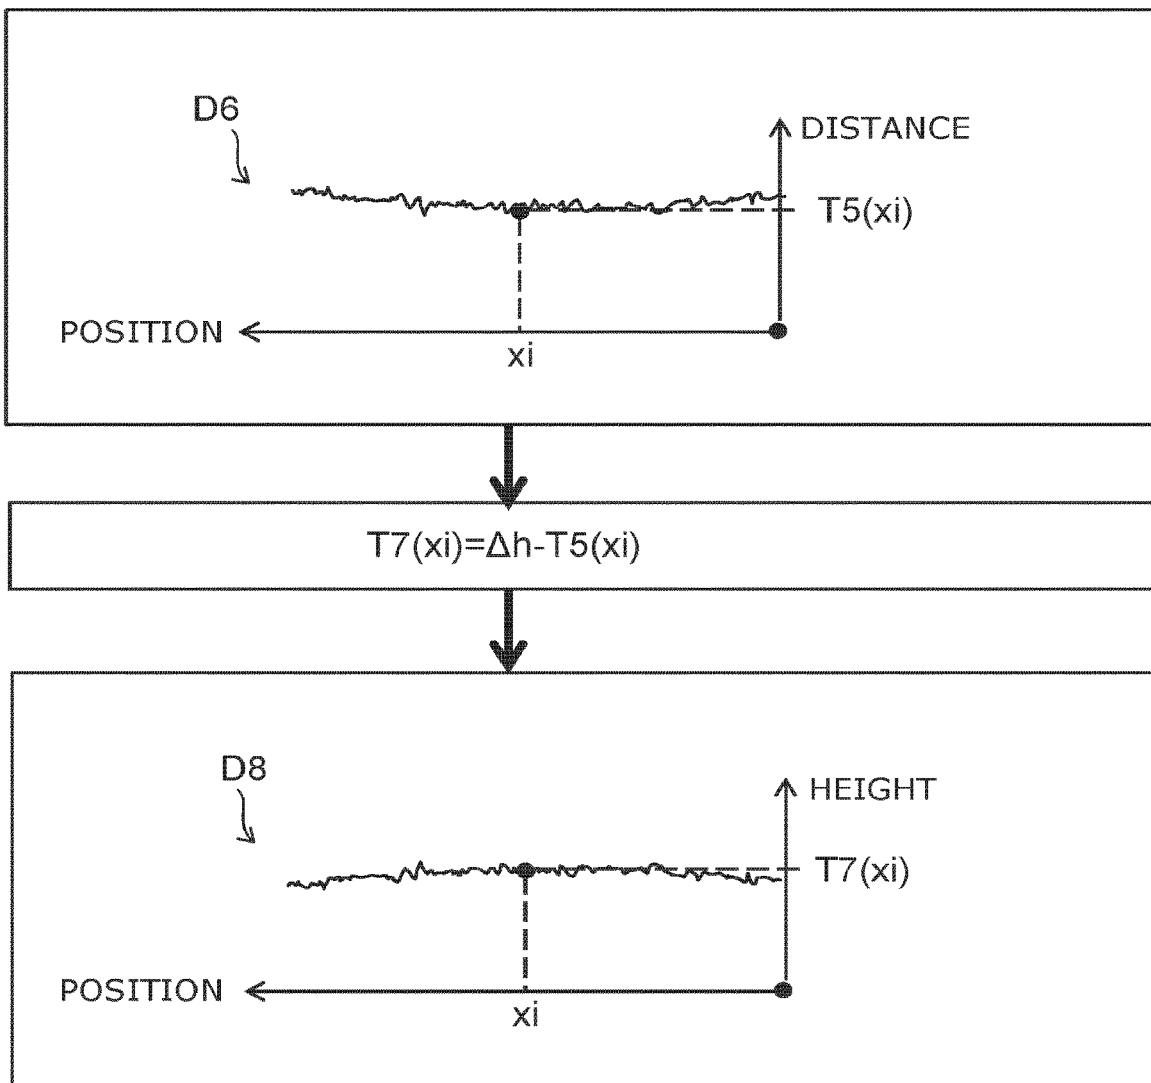 D6
DISTANCE
T5(xi)
POSITION
xi
T7(xi)=Δh-T5(xi)
D8
HEIGHT
T7(xi)
POSITION
xi